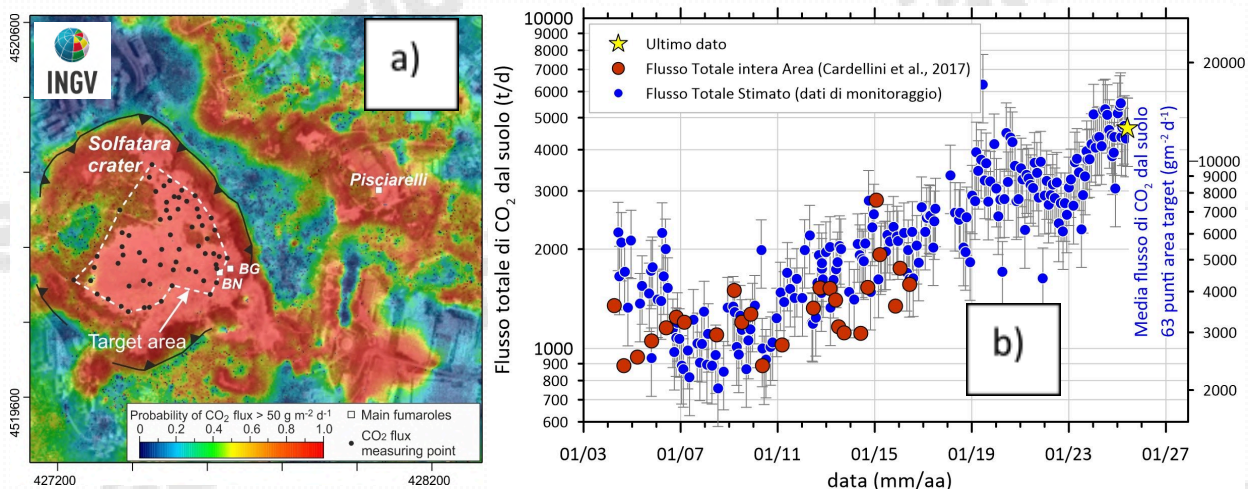 INGV
a)
4520600
4519600
Solfatara
crater
Pisciarelli
BG
BN
Target area
Probability of CO2 flux > 50 g m-2 d-1
0 0.2 0.4 0.6 0.8 1.0
Main fumaroles
CO2 flux
measuring point
427200
428200
Flusso totale di CO2 dal suolo (t/d)
10000
9000
8000
7000
6000
5000
4000
3000
2000
1000
900
800
700
600
Ultimo dato
Flusso Totale intera Area (Cardellini et al., 2017)
Flusso Totale Stimato (dati di monitoraggio)
b)
20000
10000
9000
8000
7000
6000
5000
4000
3000
2000
Media flusso di CO2 dal suolo
63 punti area target (gm-2 d-1)
01/03 01/07 01/11 01/15 01/19 01/23 01/27
data (mm/aa)